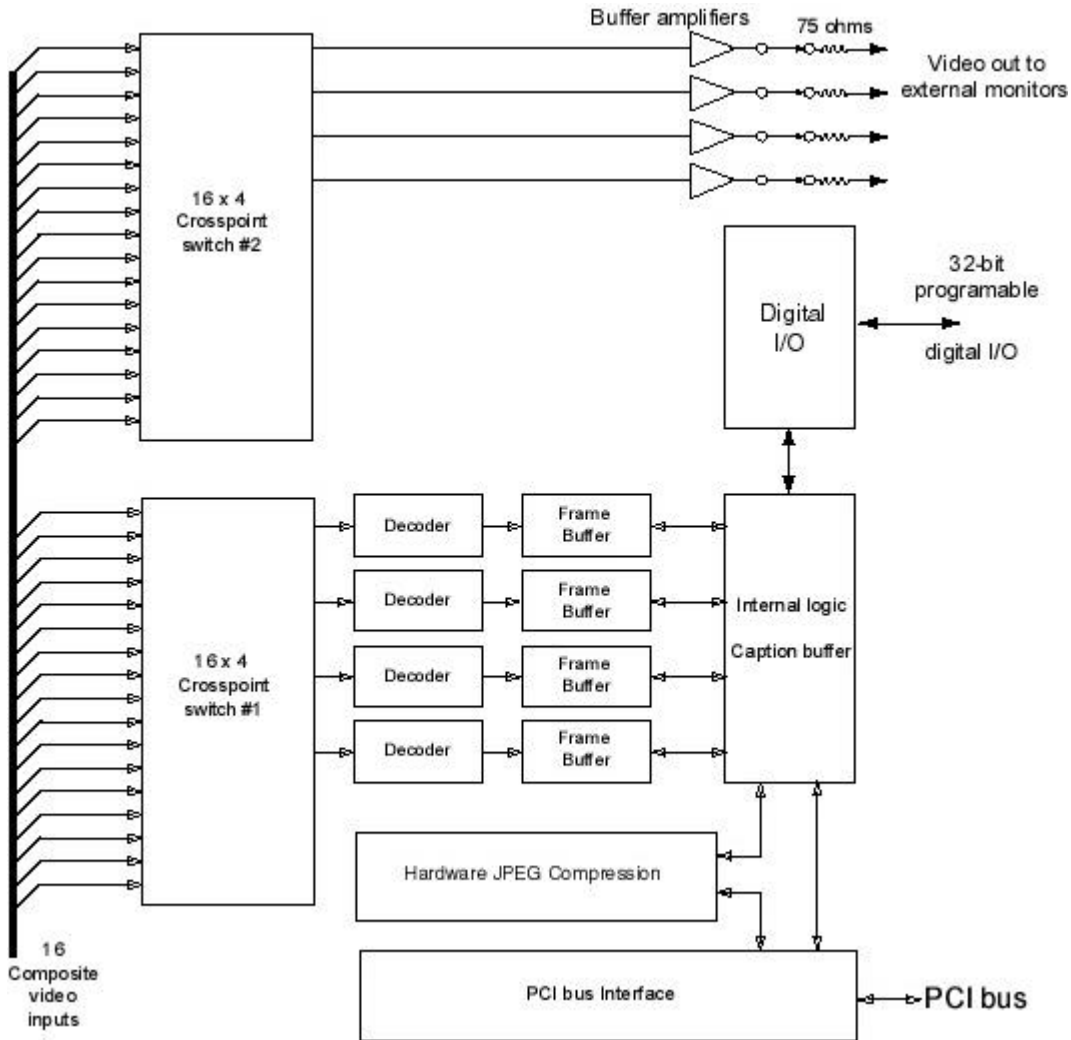 Buffer amplifiers
75 ohms
Video out to
external monitors
16 x 4
Crosspoint
switch #2
Digital
I/O
32-bit
programable
digital I/O
16 x 4
Crosspoint
switch #1
Decoder
Frame
Buffer
Decoder
Frame
Buffer
Decoder
Frame
Buffer
Decoder
Frame
Buffer
Internal logic
Caption buffer
Hardware JPEG Compression
16
Composite
video
inputs
PCI bus Interface
PCI bus